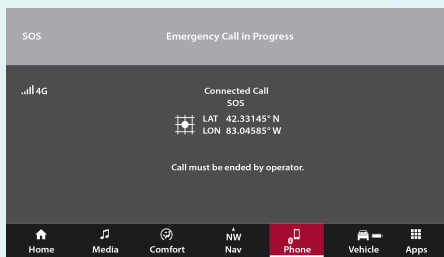 SOS
Emergency Call in Progress
4G
Connected Call
SOS
LAT 42.33145° N
LON 83.04585° W
Call must be ended by operator.
NW
0
Home
Media
Comfort
Nav
Phone
Vehicle
Apps